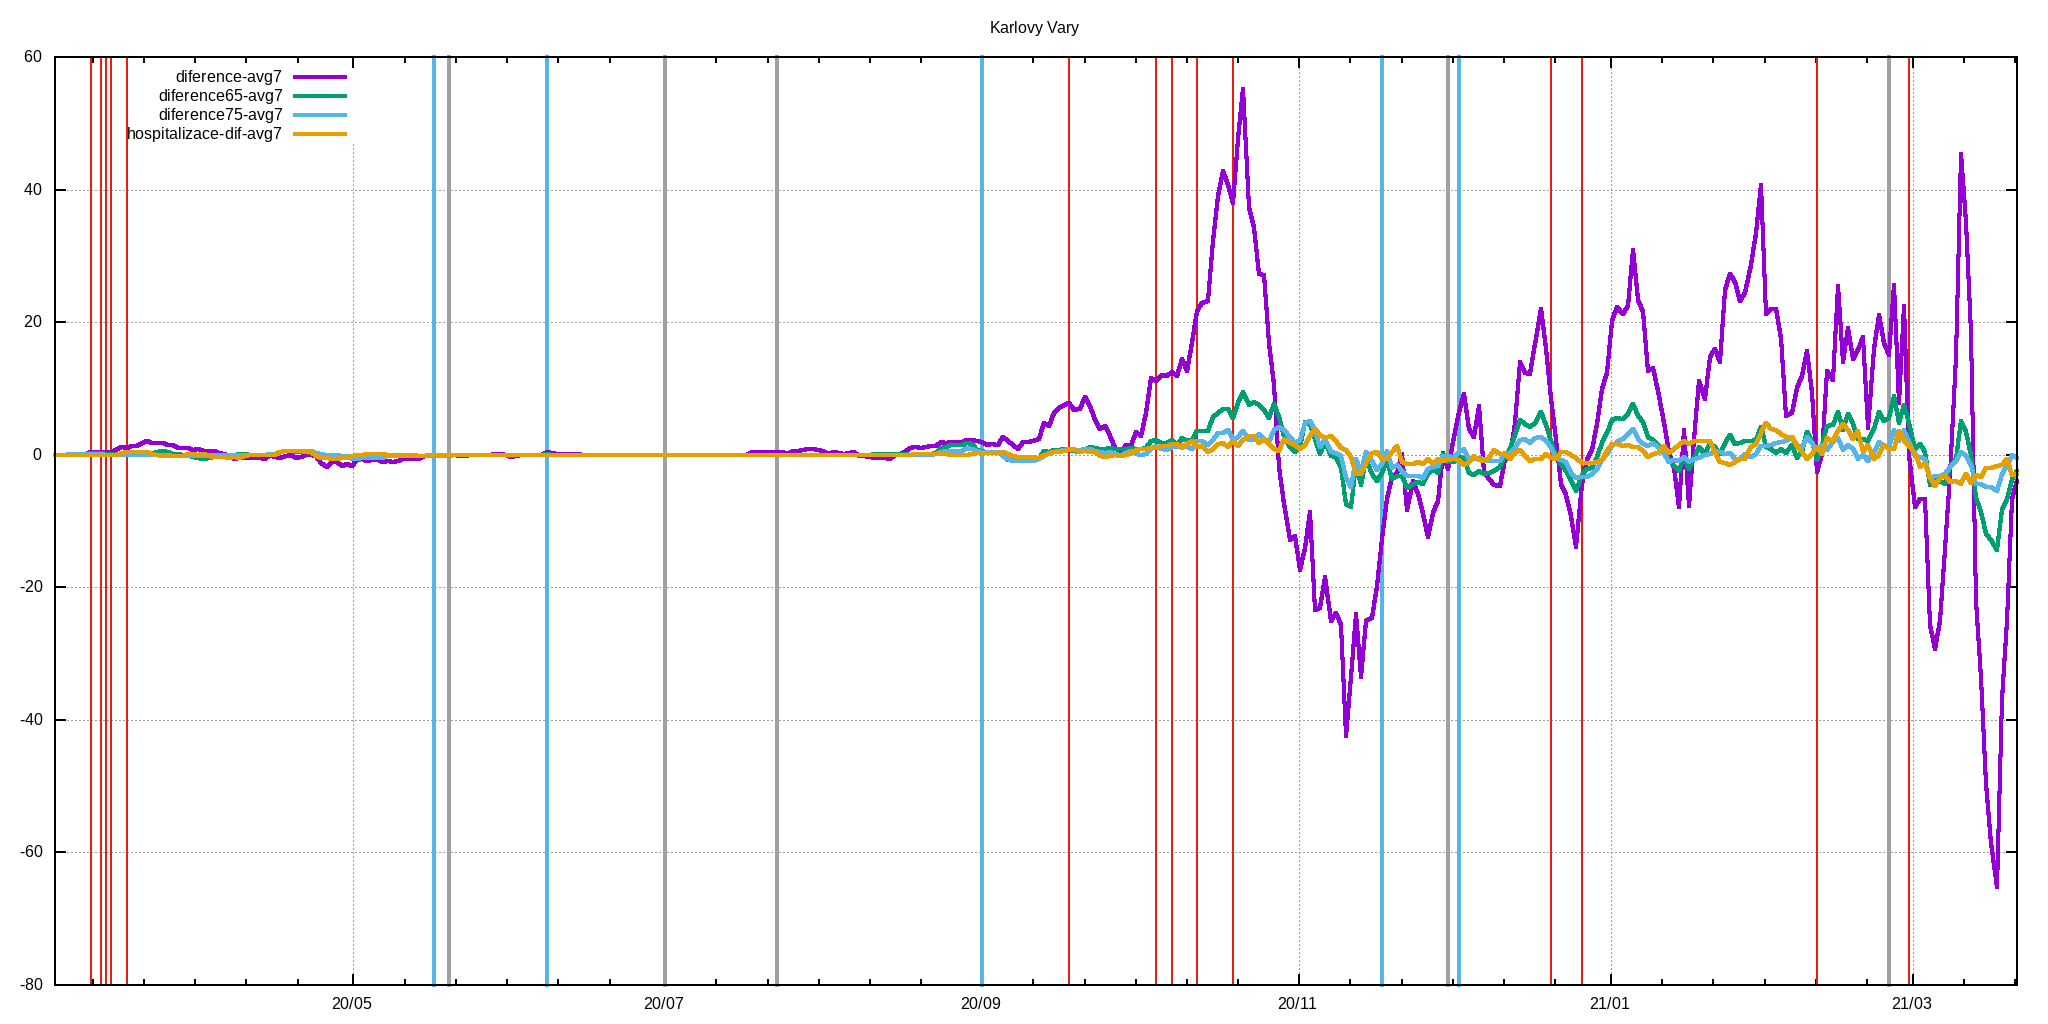 Karlovy Vary
60
diference-avg7
diference65-avg7
diference75-avg7
hospitalizace-dif-avg7
40
20
0
-20
-40
-60
-80
20/05 20/07 20/09 20/11 21/01 21/03